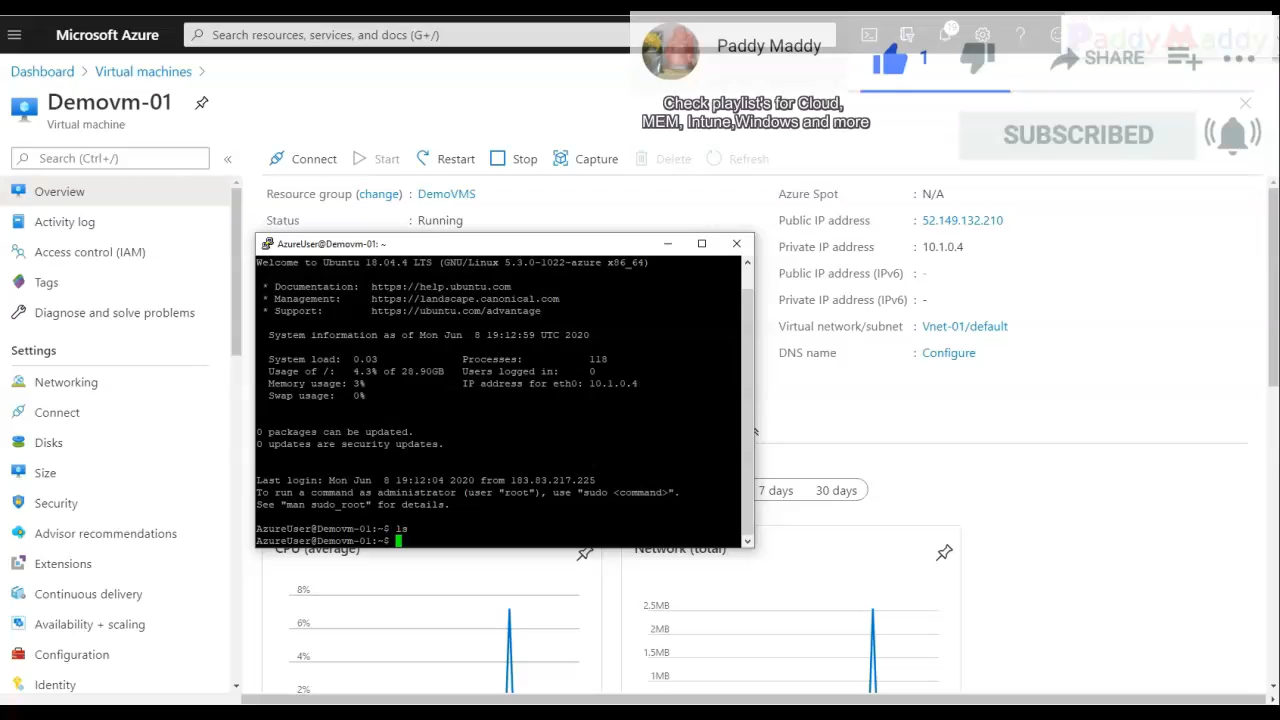 Microsoft Azure
Search resources, services, and docs (G+/)
Paddy Maddy
1
SHARE
Check playlist's for Cloud,
MEM, Intune,Windows and more
SUBSCRIBED
Dashboard > Virtual machines >
Demovm-01
Virtual machine
Search (Ctrl+/)
«
Connect Start Restart Stop Capture Delete Refresh
Overview
Activity log
Access control (IAM)
Tags
Diagnose and solve problems
Settings
Networking
Connect
Disks
Size
Security
Advisor recommendations
Extensions
Continuous delivery
Availability + scaling
Configuration
Identity
Resource group (change) : DemoVMS
Status : Running
Azure Spot : N/A
Public IP address : 52.149.132.210
Private IP address : 10.1.0.4
Public IP address (IPv6) : -
Private IP address (IPv6) : -
Virtual network/subnet : Vnet-01/default
DNS name : Configure
AzureUser@Demovm-01: ~
Welcome to Ubuntu 18.04.4 LTS (GNU/Linux 5.3.0-1022-azure x86_64)
* Documentation: https://help.ubuntu.com
* Management: https://landscape.canonical.com
* Support: https://ubuntu.com/advantage
System information as of Mon Jun 8 19:12:59 UTC 2020
System load: 0.03 Processes: 118
Usage of /: 4.3% of 28.90GB Users logged in: 0
Memory usage: 3% IP address for eth0: 10.1.0.4
Swap usage: 0%
0 packages can be updated.
0 updates are security updates.
Last login: Mon Jun 8 19:12:04 2020 from 183.83.217.225
To run a command as administrator (user "root"), use "sudo <command>".
See "man sudo_root" for details.
AzureUser@Demovm-01:~$ ls
AzureUser@Demovm-01:~$
7 days 30 days
CPU (average)
8%
6%
4%
2%
Network (total)
2.5MB
2MB
1.5MB
1MB
PaddyMaddy